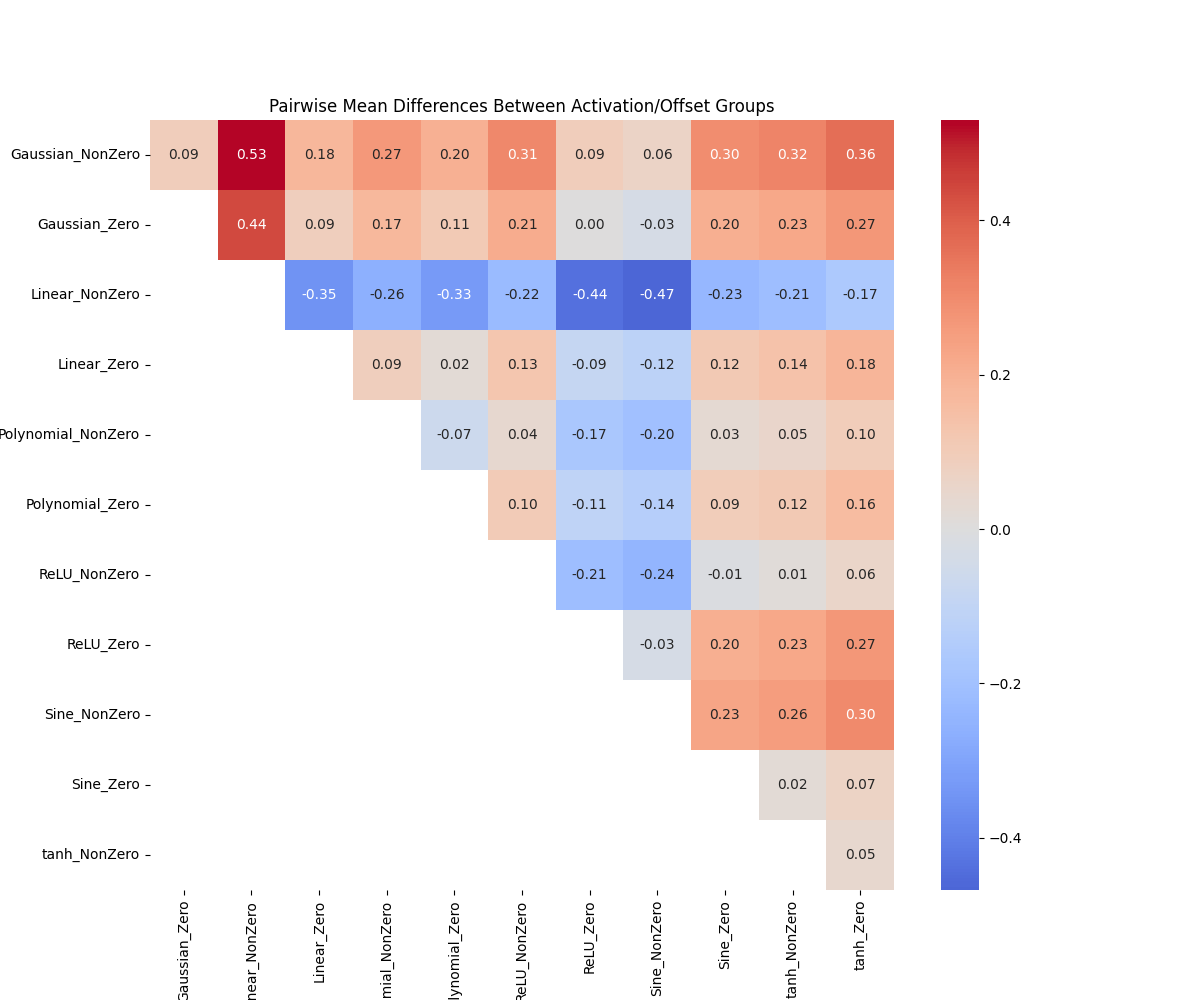 Pairwise Mean Differences Between Activation/Offset Groups
Gaussian_NonZero 0.09 0.53 0.18 0.27 0.20 0.31 0.09 0.06 0.30 0.32 0.36
Gaussian_Zero 0.44 0.09 0.17 0.11 0.21 0.00 -0.03 0.20 0.23 0.27
0.4
Linear_NonZero -0.35 -0.26 -0.33 -0.22 -0.44 -0.47 -0.23 -0.21 -0.17
Linear_Zero 0.09 0.02 0.13 -0.09 -0.12 0.12 0.14 0.18
0.2
Polynomial_NonZero -0.07 0.04 -0.17 -0.20 0.03 0.05 0.10
Polynomial_Zero 0.10 -0.11 -0.14 0.09 0.12 0.16
0.0
ReLU_NonZero -0.21 -0.24 -0.01 0.01 0.06
ReLU_Zero -0.03 0.20 0.23 0.27
−0.2
Sine_NonZero 0.23 0.26 0.30
Sine_Zero 0.02 0.07
−0.4
tanh_NonZero 0.05
Gaussian_Zero
near_NonZero
Linear_Zero
mial_NonZero
lynomial_Zero
ReLU_NonZero
ReLU_Zero
Sine_NonZero
Sine_Zero
tanh_NonZero
tanh_Zero